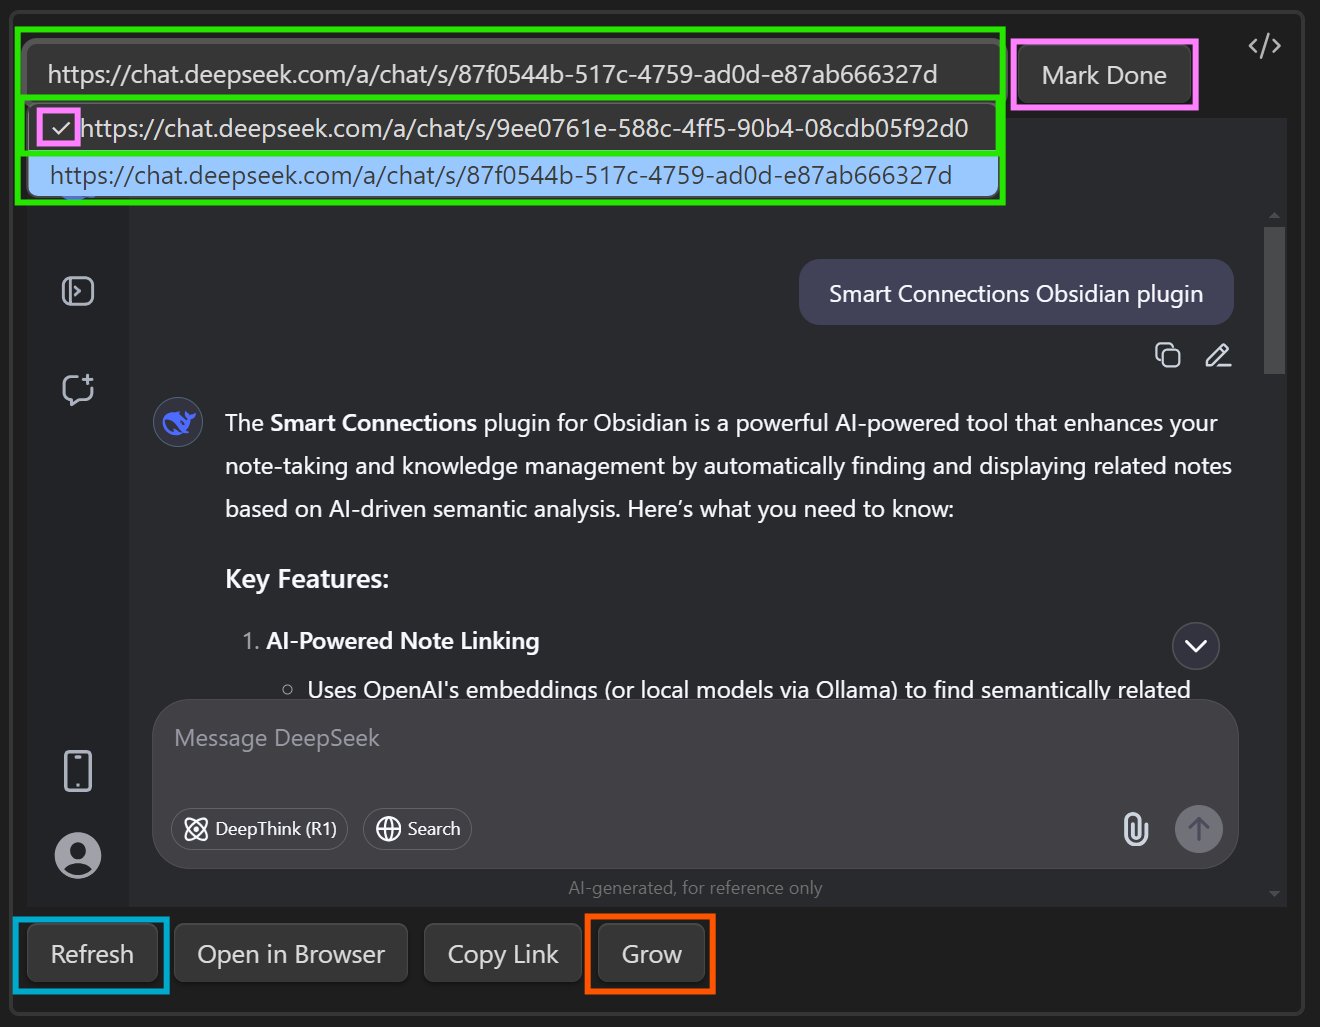 https://chat.deepseek.com/a/chat/s/87f0544b-517c-4759-ad0d-e87ab666327d
Mark Done
</>
✓ https://chat.deepseek.com/a/chat/s/9ee0761e-588c-4ff5-90b4-08cdb05f92d0
https://chat.deepseek.com/a/chat/s/87f0544b-517c-4759-ad0d-e87ab666327d
Smart Connections Obsidian plugin
The Smart Connections plugin for Obsidian is a powerful AI-powered tool that enhances your
note-taking and knowledge management by automatically finding and displaying related notes
based on AI-driven semantic analysis. Here’s what you need to know:
Key Features:
1. AI-Powered Note Linking
○ Uses OpenAI's embeddings (or local models via Ollama) to find semantically related
Message DeepSeek
DeepThink (R1)
Search
AI-generated, for reference only
Refresh
Open in Browser
Copy Link
Grow